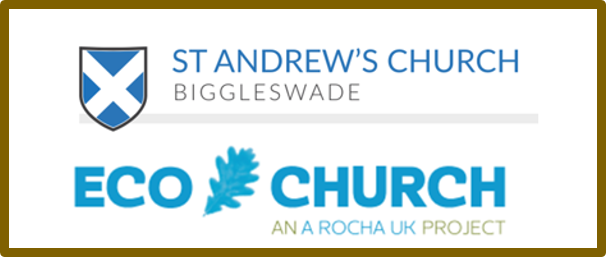 ST ANDREW'S CHURCH
BIGGLESWADE
ECO CHURCH
AN A ROCHA UK PROJECT